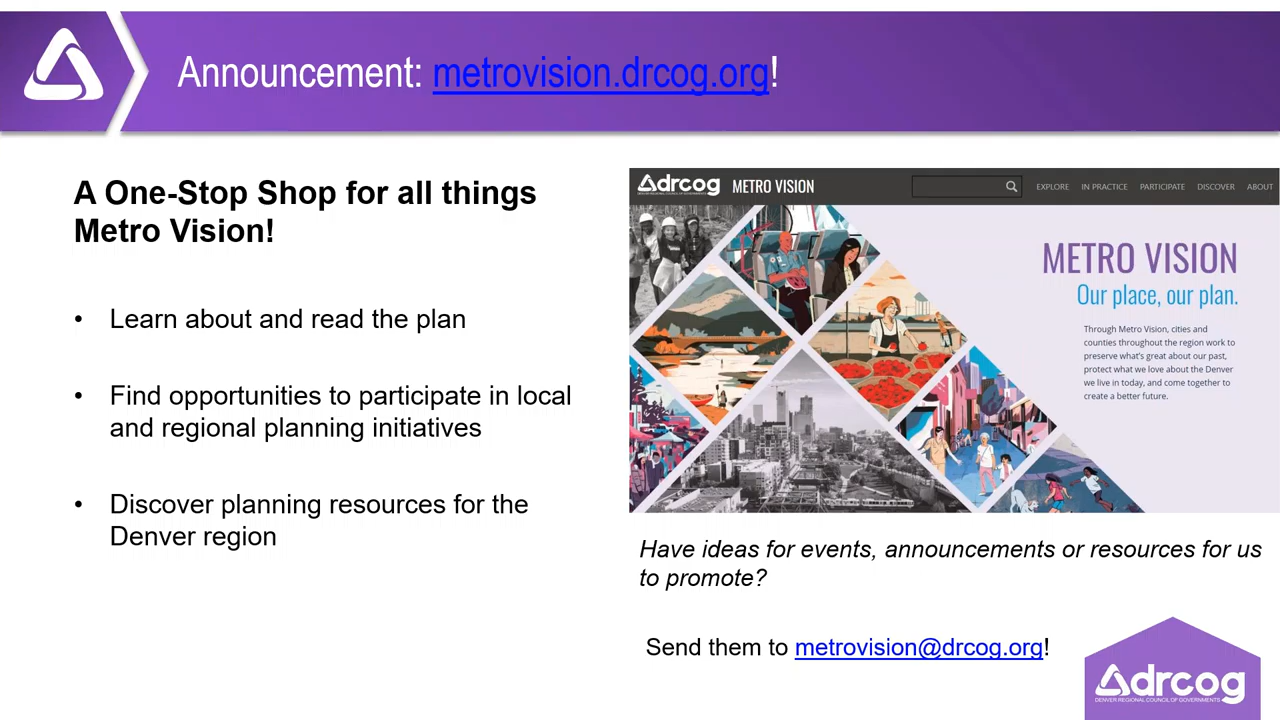 Announcement: metrovision.drcog.org!
A One-Stop Shop for all things
Metro Vision!
• Learn about and read the plan
• Find opportunities to participate in local
and regional planning initiatives
• Discover planning resources for the
Denver region
drcog METRO VISION EXPLORE IN PRACTICE PARTICIPATE DISCOVER ABOUT
METRO VISION
Our place, our plan.
Through Metro Vision, cities and
counties throughout the region work to
preserve what's great about our past,
protect what we love about the Denver
we live in today, and come together to
create a better future.
Have ideas for events, announcements or resources for us
to promote?
Send them to metrovision@drcog.org!
drcog
DENVER REGIONAL COUNCIL OF GOVERNMENTS